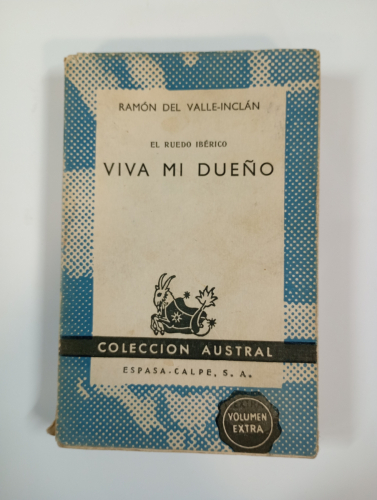 RAMÓN DEL VALLE-INCLÁN
EL RUEDO IBÉRICO
VIVA MI DUEÑO
COLECCION AUSTRAL
ESPASA-CALPE, S. A.
VOLUMEN
EXTRA